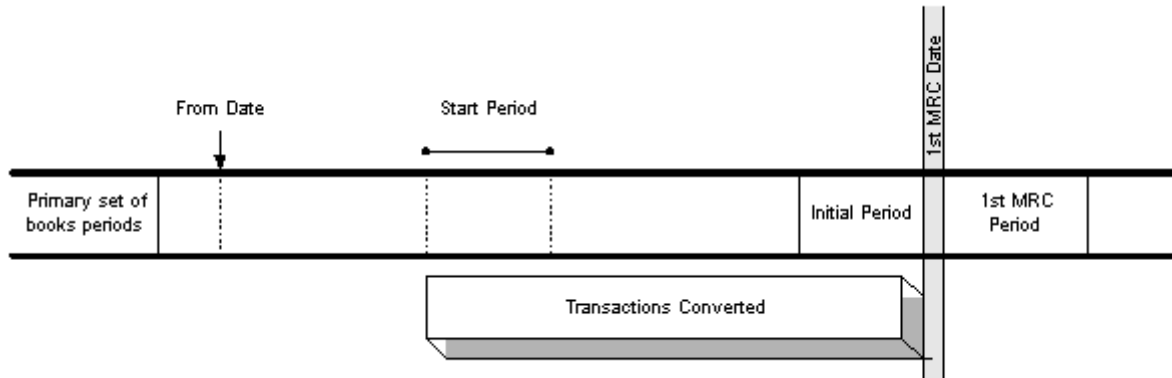 1st MRC Date
From Date
Start Period
Primary set of
books periods
Initial Period
1st MRC
Period
Transactions Converted